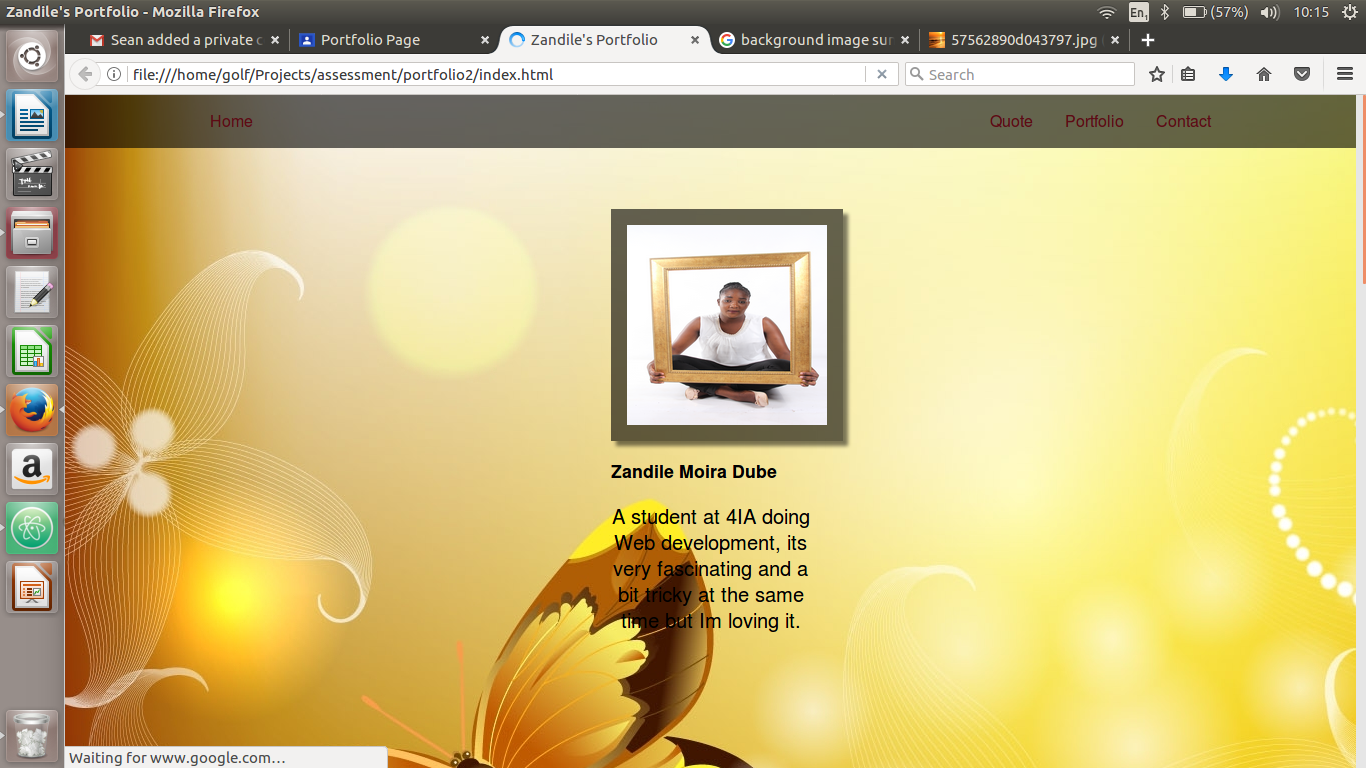 Zandile's Portfolio - Mozilla Firefox
En1 (57%) 10:15
Sean added a private c
Portfolio Page
Zandile's Portfolio
background image sur
57562890d043797.jpg (
file:///home/golf/Projects/assessment/portfolio2/index.html
Search
Home Quote Portfolio Contact
Zandile Moira Dube
A student at 4IA doing
Web development, its
very fascinating and a
bit tricky at the same
time but Im loving it.
Waiting for www.google.com…